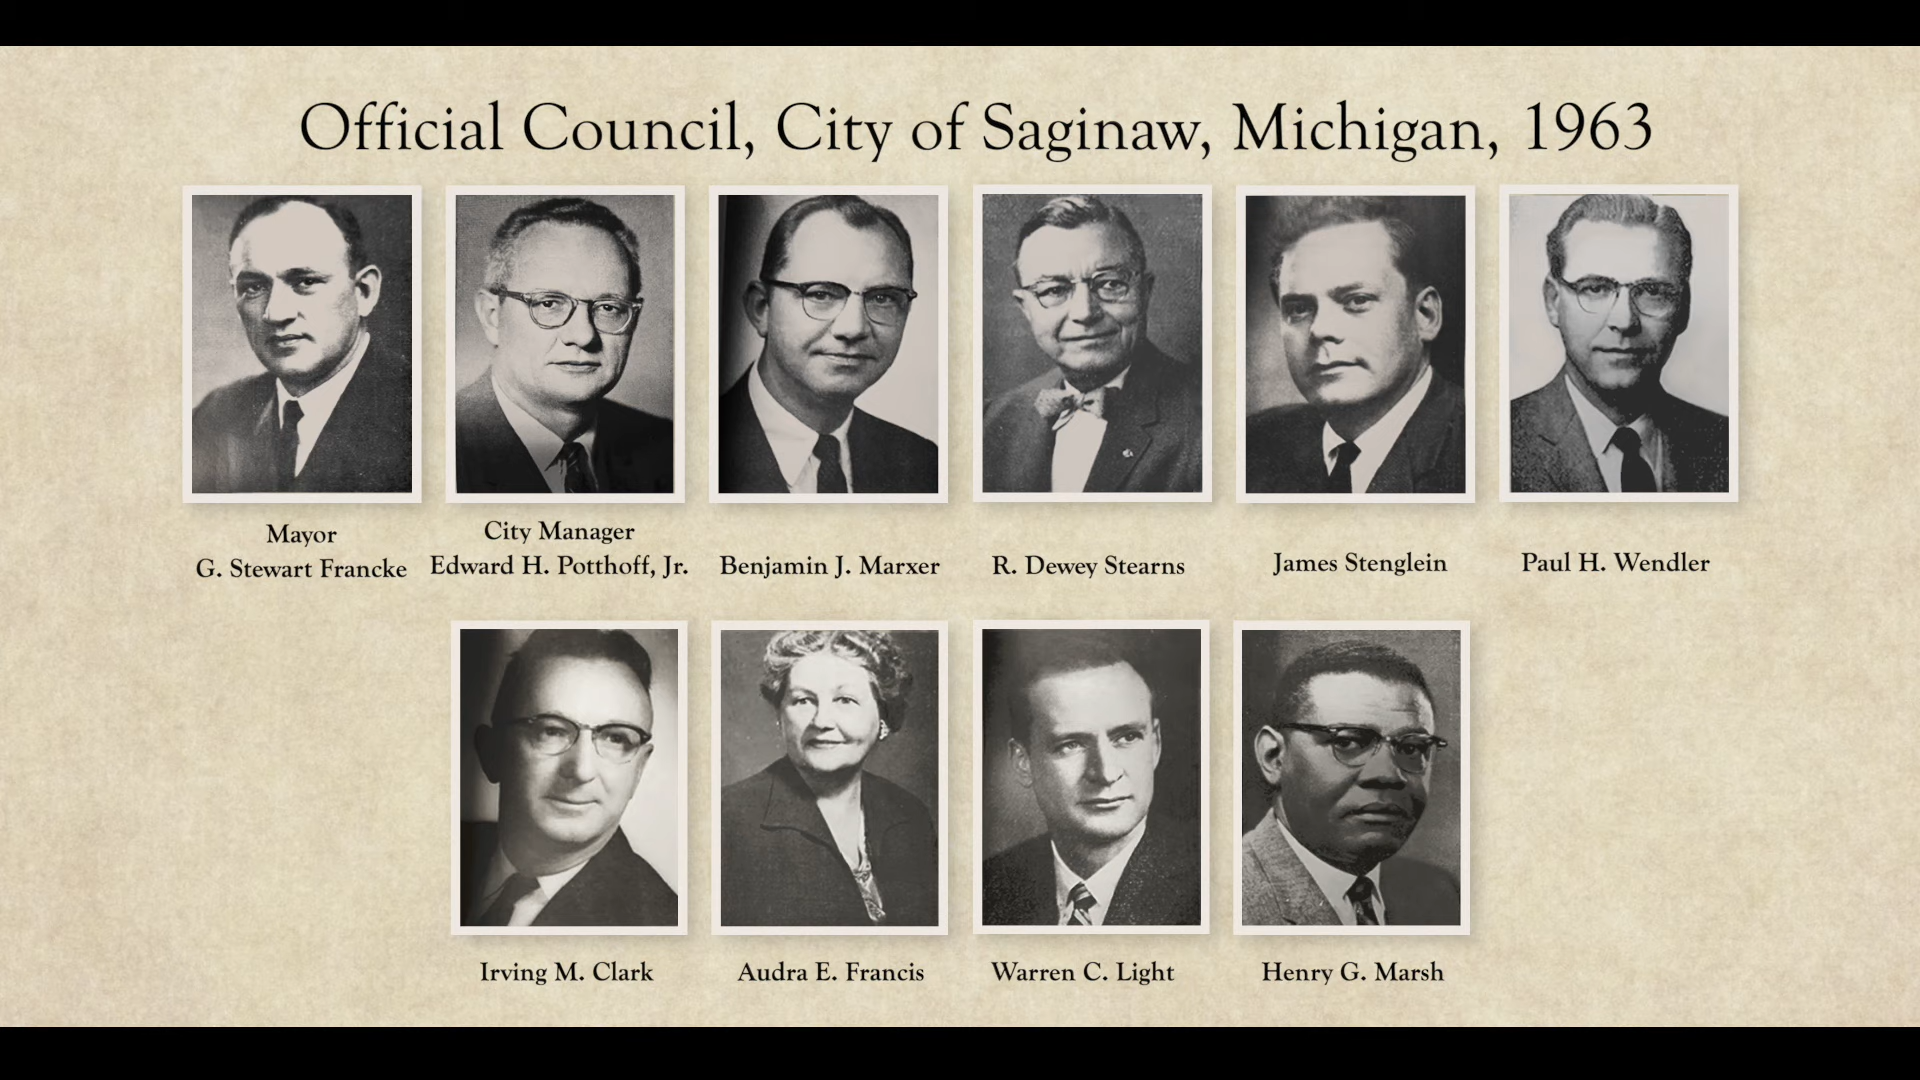 Official Council, City of Saginaw, Michigan, 1963
Mayor
G. Stewart Francke
City Manager
Edward H. Potthoff, Jr.
Benjamin J. Marxer
R. Dewey Stearns
James Stenglein
Paul H. Wendler
Irving M. Clark
Audra E. Francis
Warren C. Light
Henry G. Marsh